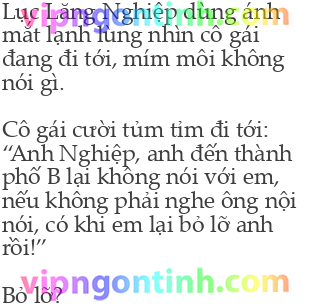 Lục Lăng Nghiệp dùng ánh
mắt lạnh lùng nhìn cô gái
đang đi tới, mím môi không
nói gì.
Cô gái cười tủm tỉm đi tới:
“Anh Nghiệp, anh đến thành
phố B lại không nói với em,
nếu không phải nghe ông nội
nói, có khi em lại bỏ lỡ anh
rồi!”
Bỏ lỡ?
vipngontinh.com
vipngontinh.com